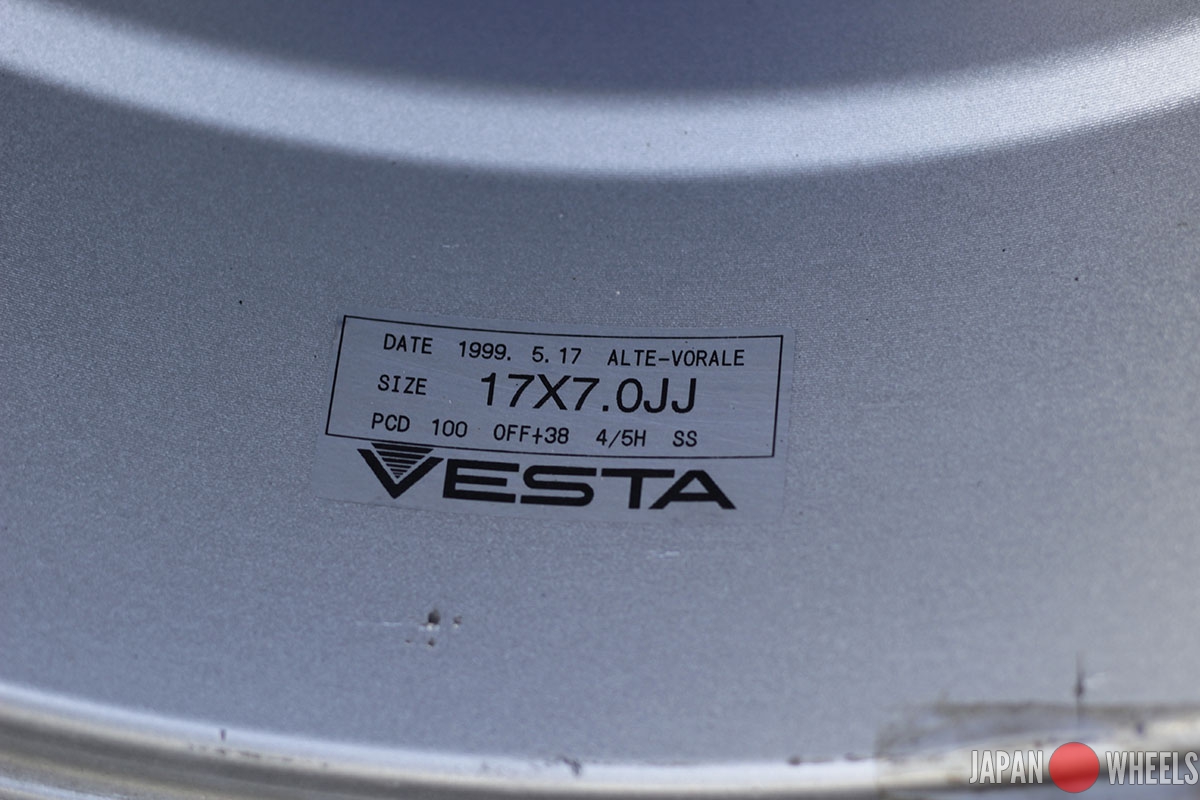 DATE 1999. 5.17 ALTE-VORALE
SIZE 17X7.0JJ
PCD 100 OFF+38 4/5H SS
VESTA
JAPAN WHEELS